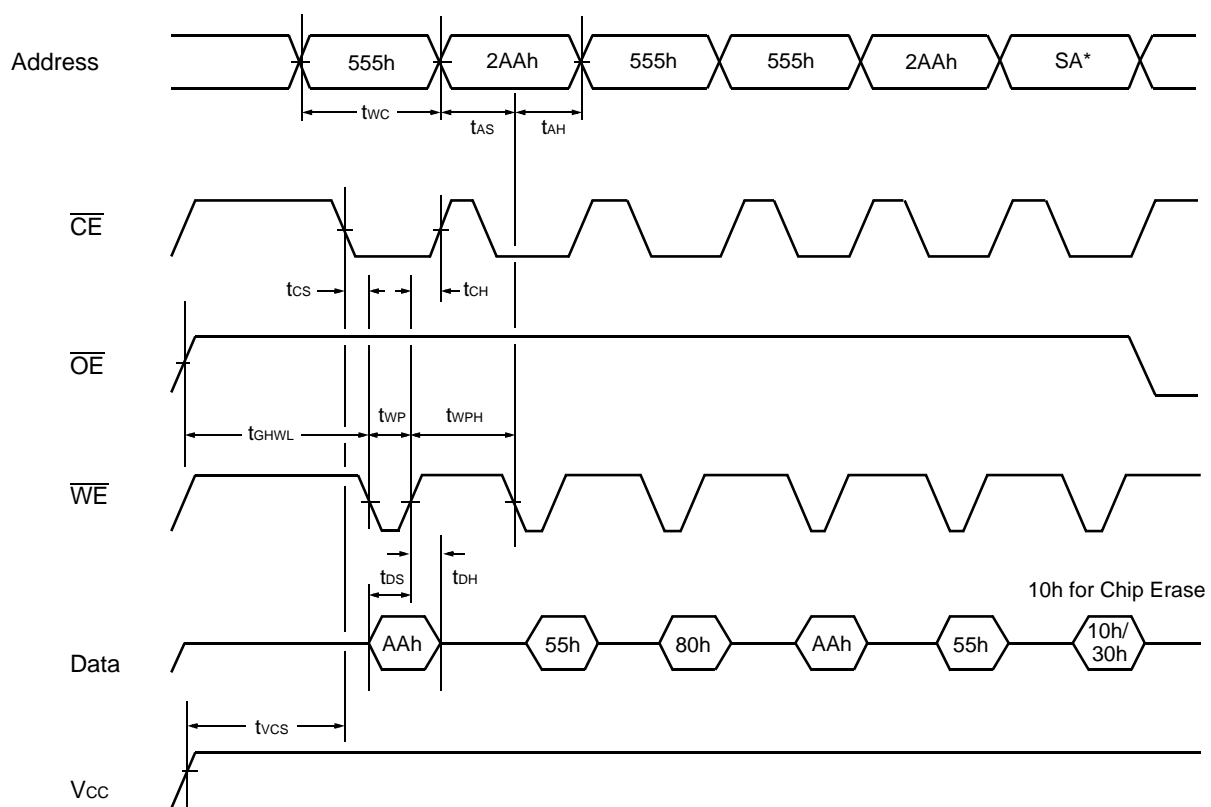 Address
555h
2AAh
555h
555h
2AAh
SA*
tWC
tAS
tAH
CE
tCS
tCH
OE
tGHWL
tWP
tWPH
WE
tDS
tDH
10h for Chip Erase
Data
AAh
55h
80h
AAh
55h
10h/
30h
tVCS
VCC